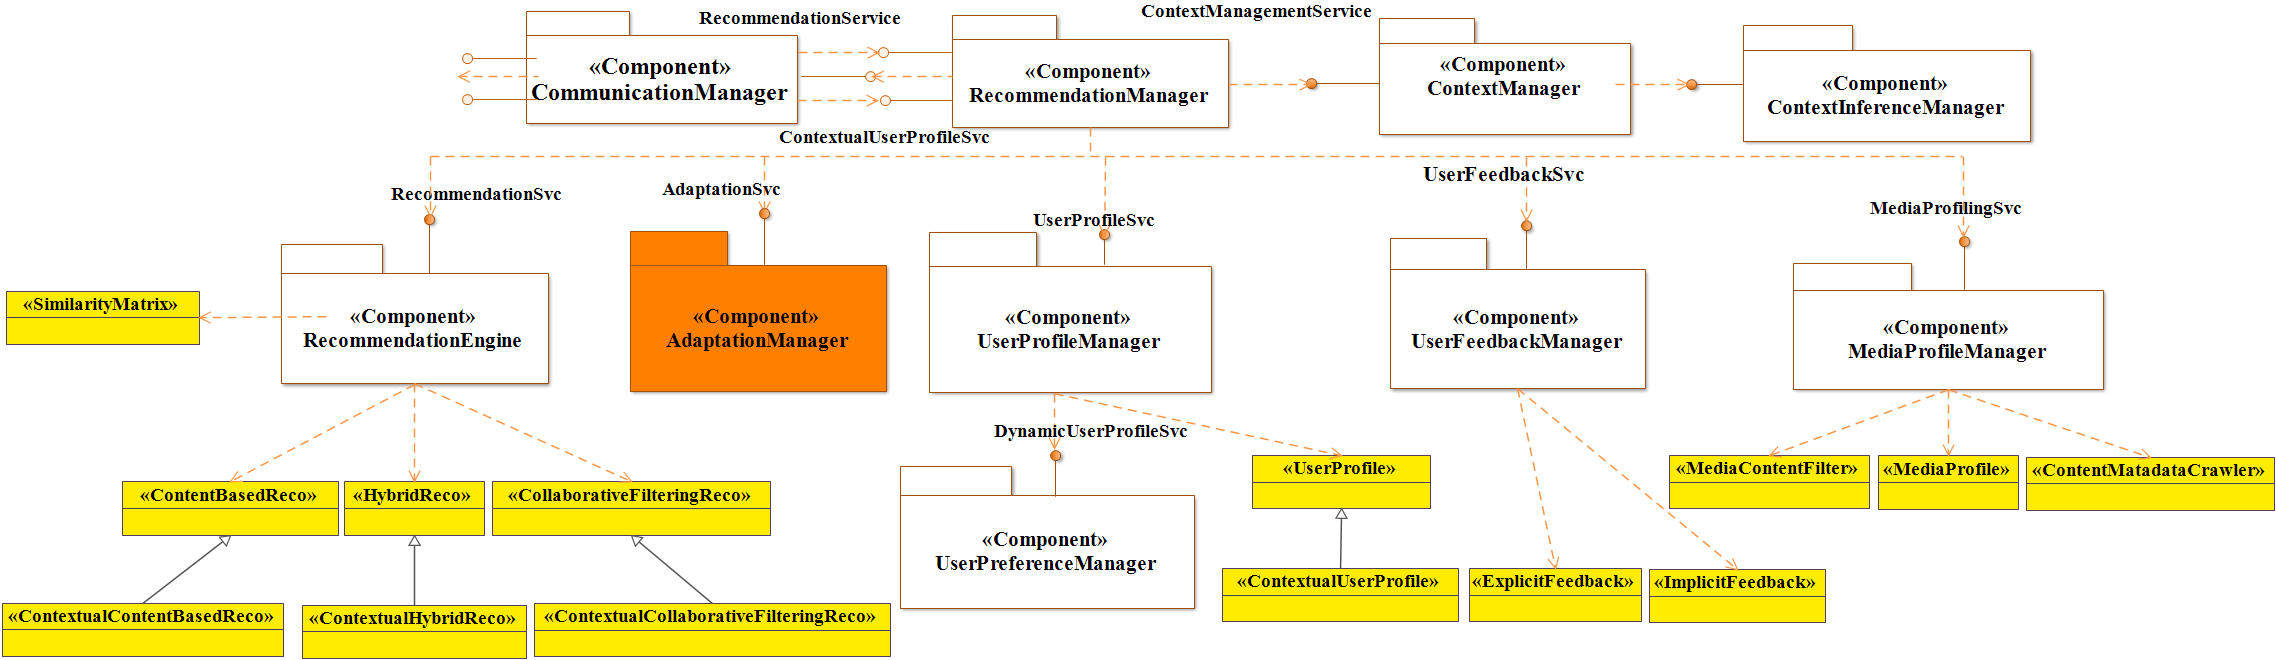 RecommendationService
ContextManagementService
«Component»
CommunicationManager
«Component»
RecommendationManager
«Component»
ContextManager
«Component»
ContextInferenceManager
ContextualUserProfileSvc
RecommendationSvc
AdaptationSvc
UserProfileSvc
UserFeedbackSvc
MediaProfilingSvc
«SimilarityMatrix»
«Component»
RecommendationEngine
«Component»
AdaptationManager
«Component»
UserProfileManager
«Component»
UserFeedbackManager
«Component»
MediaProfileManager
DynamicUserProfileSvc
«ContentBasedReco»
«HybridReco»
«CollaborativeFilteringReco»
«UserProfile»
«MediaContentFilter»
«MediaProfile»
«ContentMatadataCrawler»
«Component»
UserPreferenceManager
«ContextualContentBasedReco»
«ContextualHybridReco»
«ContextualCollaborativeFilteringReco»
«ContextualUserProfile»
«ExplicitFeedback»
«ImplicitFeedback»